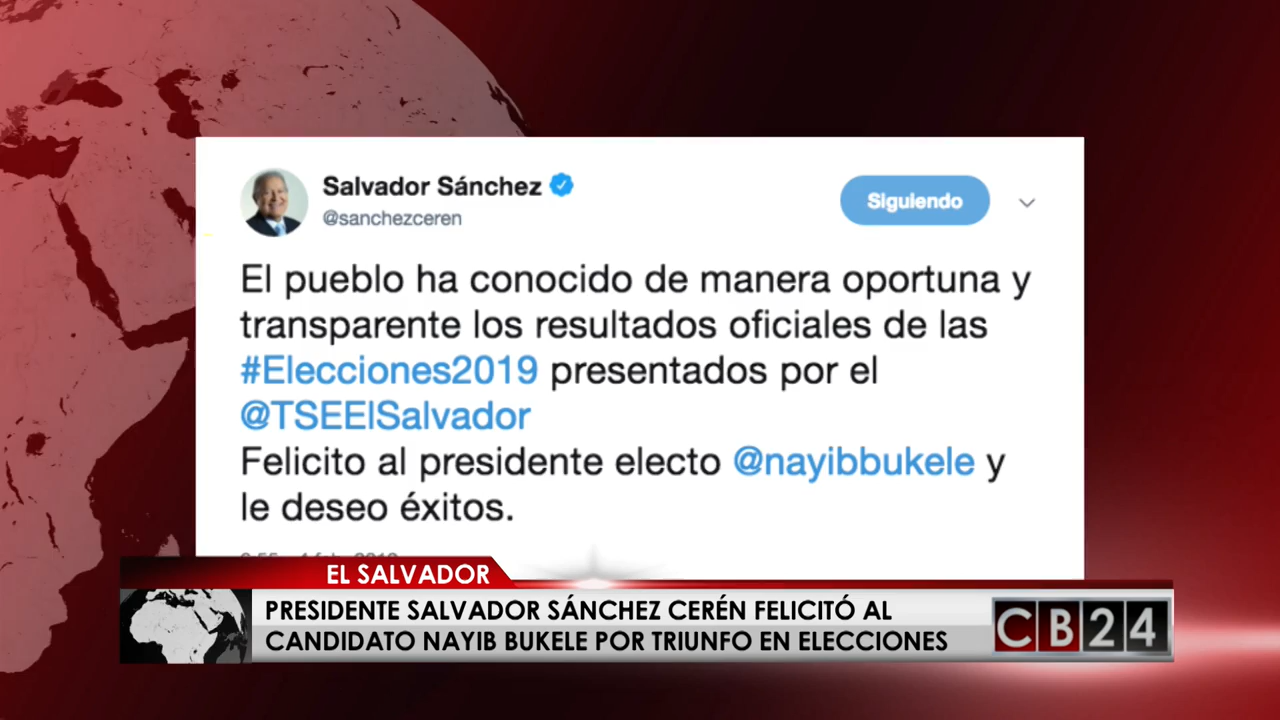 Salvador Sánchez
@sanchezceren
Siguiendo
El pueblo ha conocido de manera oportuna y
transparente los resultados oficiales de las
#Elecciones2019 presentados por el
@TSEElSalvador
Felicito al presidente electo @nayibbukele y
le deseo éxitos.
EL SALVADOR
PRESIDENTE SALVADOR SÁNCHEZ CERÉN FELICITÓ AL
CANDIDATO NAYIB BUKELE POR TRIUNFO EN ELECCIONES
CB24